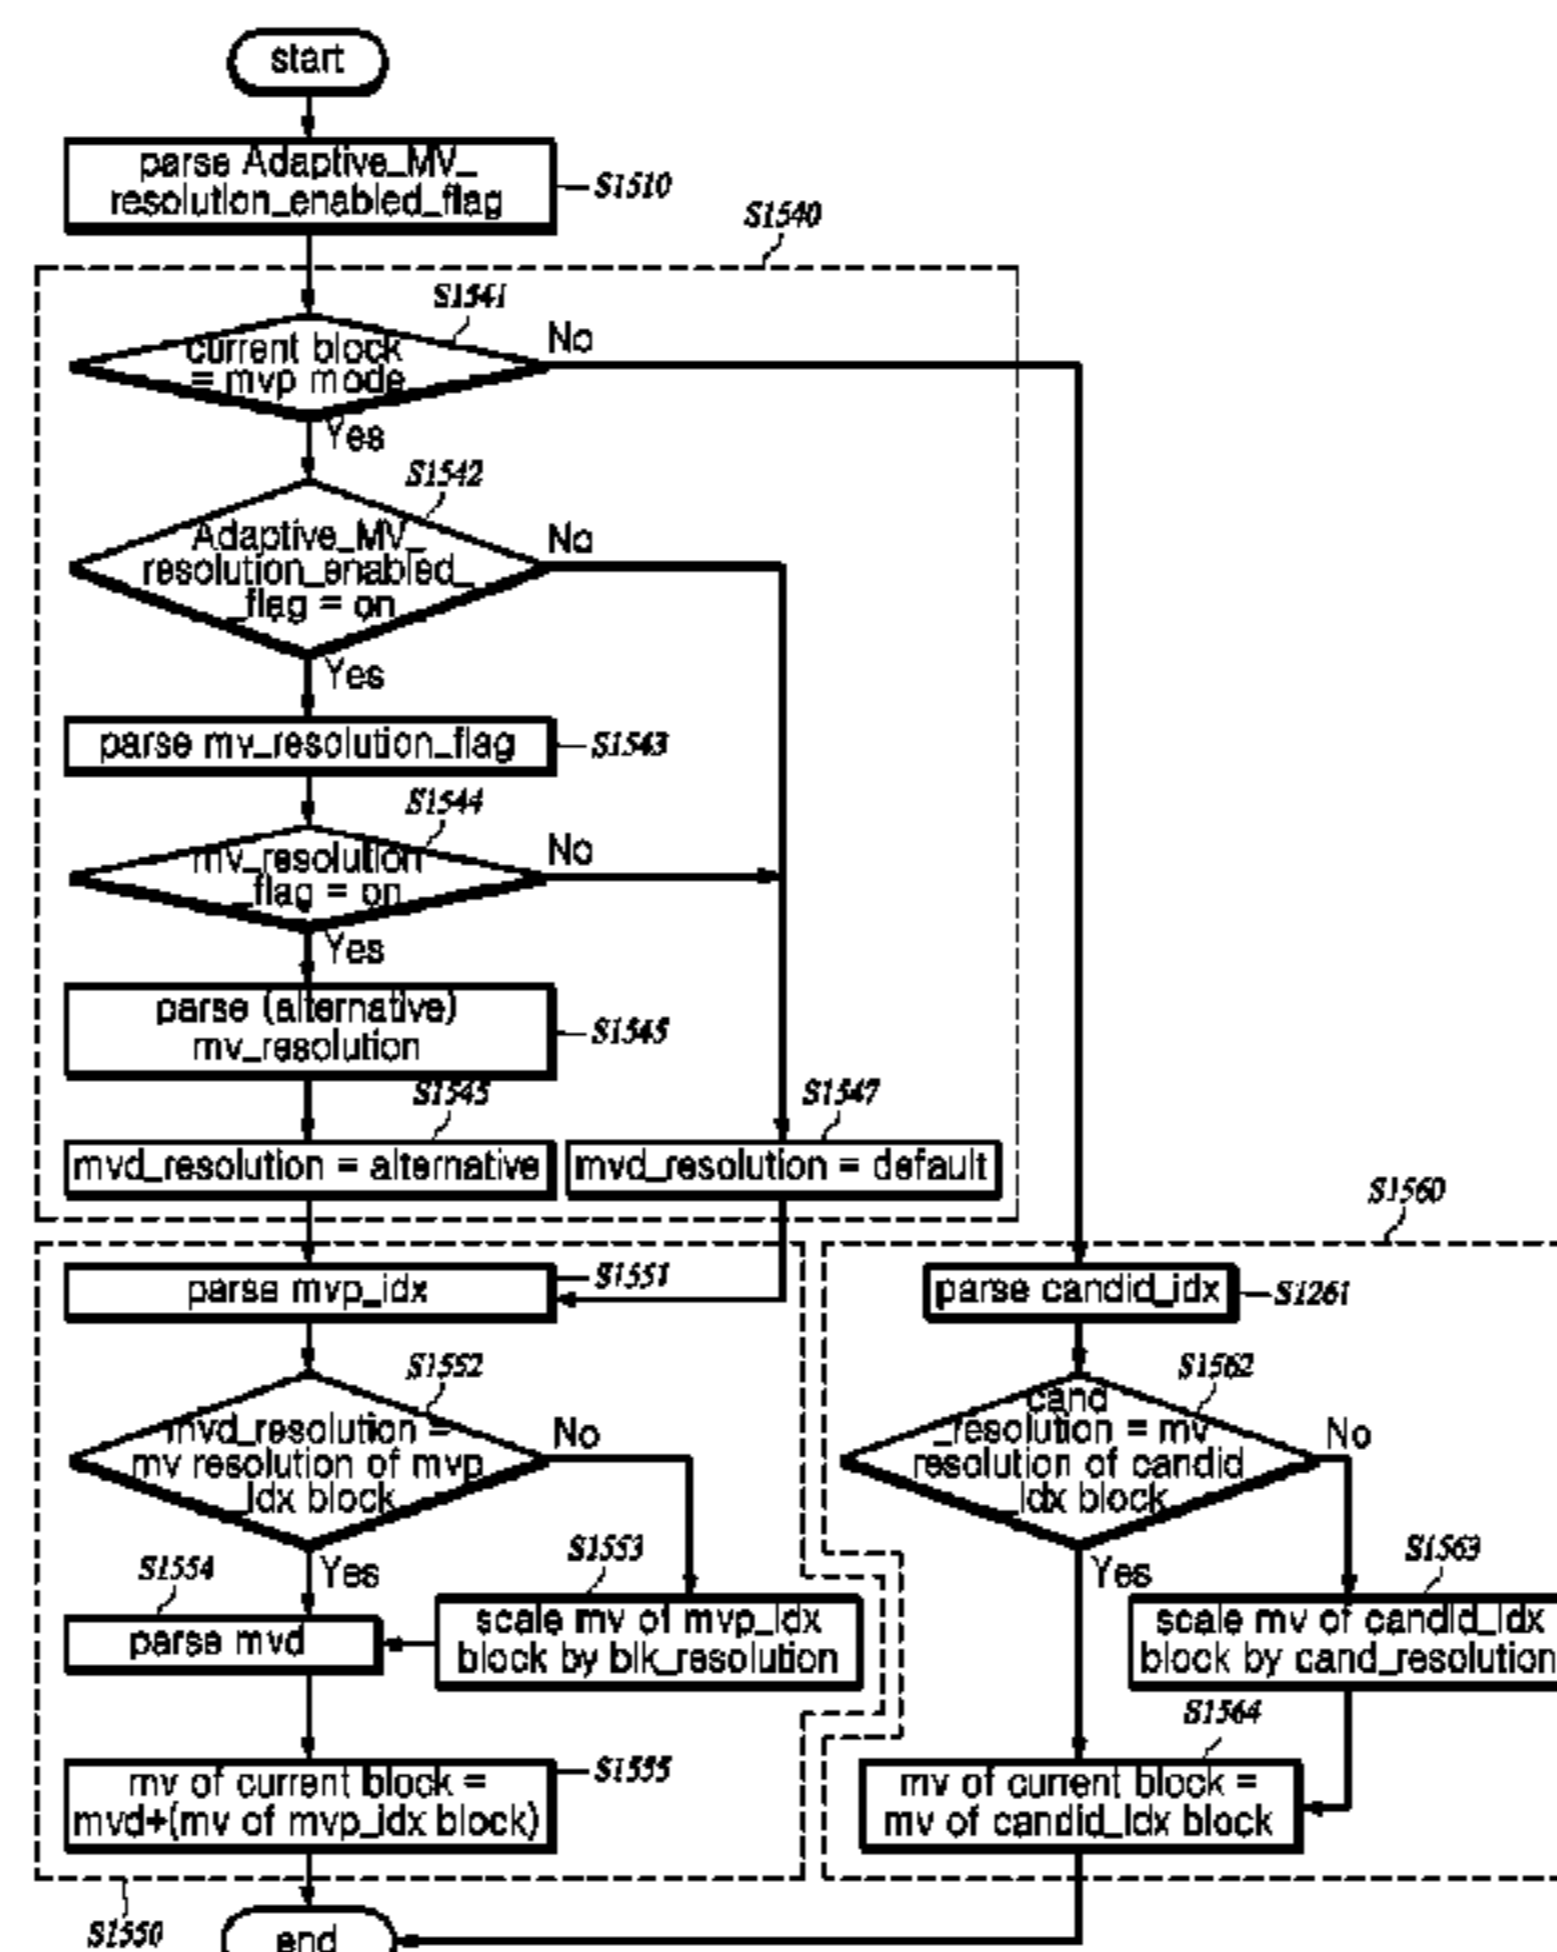 start
parse Adaptive_MV_
resolution_enabled_flag
S1510
S1540
S1541
current block
= mvp mode
No
Yes
S1542
Adaptive_MV_
resolution_enabled_
_flag = on
No
Yes
parse mv_resolution_flag
S1543
S1544
mv_resolution
_flag = on
No
Yes
parse (alternative)
mv_resolution
S1545
S1545
mvd_resolution = alternative
S1547
mvd_resolution = default
S1560
parse mvp_idx
S1551
parse candid_idx
S1261
S1552
mvd_resolution =
mv resolution of mvp
_idx block
No
Yes
S1562
cand
_resolution = mv
resolution of candid
_idx block
No
Yes
S1554
parse mvd
S1553
scale mv of mvp_idx
block by blk_resolution
S1563
scale mv of candid_idx
block by cand_resolution
mv of current block =
mvd+(mv of mvp_idx block)
S1555
S1564
mv of current block =
mv of candid_idx block
S1550
end